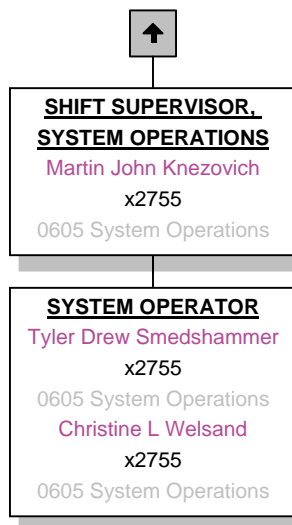 SHIFT SUPERVISOR,
SYSTEM OPERATIONS
Martin John Knezovich
x2755
0605 System Operations
SYSTEM OPERATOR
Tyler Drew Smedshammer
x2755
0605 System Operations
Christine L Welsand
x2755
0605 System Operations